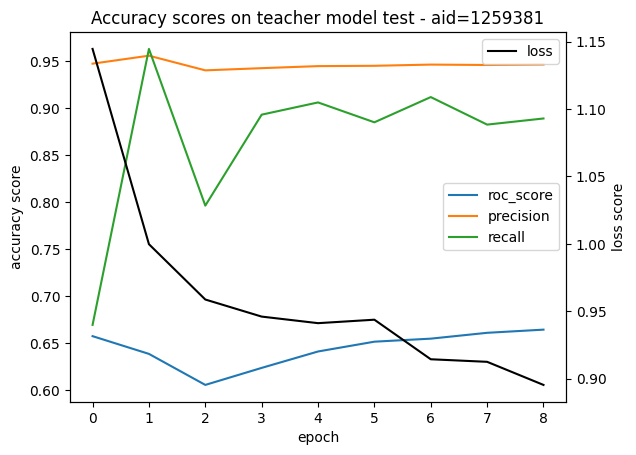 Accuracy scores on teacher model test - aid=1259381
accuracy score
0.95
0.90
0.85
0.80
0.75
0.70
0.65
0.60
loss
roc_score
precision
recall
1.15
1.10
1.05
1.00
0.95
0.90
loss score
0 1 2 3 4 5 6 7 8
epoch